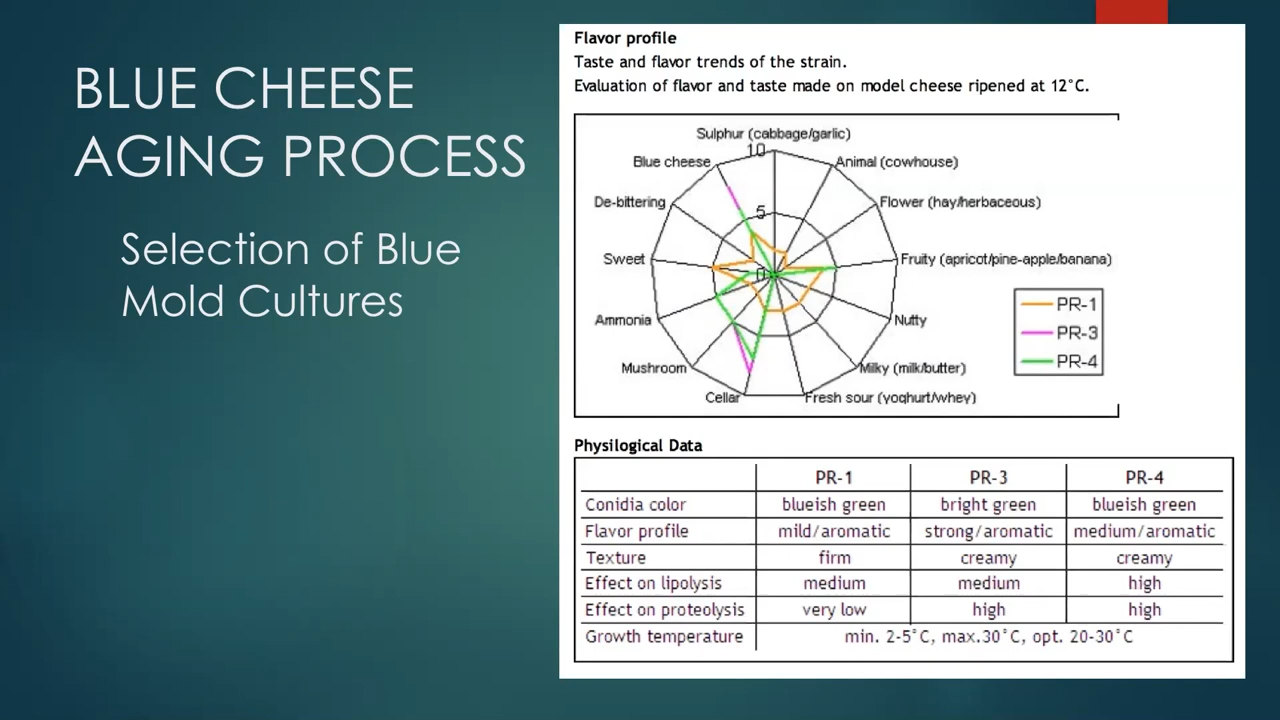 BLUE CHEESE
AGING PROCESS
Selection of Blue
Mold Cultures
Flavor profile
Taste and flavor trends of the strain.
Evaluation of flavor and taste made on model cheese ripened at 12°C.
Sulphur (cabbage/garlic)
10
Blue cheese
Animal (cowhouse)
De-bittering
Flower (hay/herbaceous)
5
Sweet
Fruity (apricot/pine-apple/banana)
0
Ammonia
Nutty
Mushroom
Milky (milk/butter)
Cellar
Fresh sour (yoghurt/whey)
PR-1
PR-3
PR-4
Physilogical Data
PR-1 PR-3 PR-4
Conidia color blueish green bright green blueish green
Flavor profile mild/aromatic strong/aromatic medium/aromatic
Texture firm creamy creamy
Effect on lipolysis medium medium high
Effect on proteolysis very low high high
Growth temperature min. 2-5°C, max.30°C, opt. 20-30°C